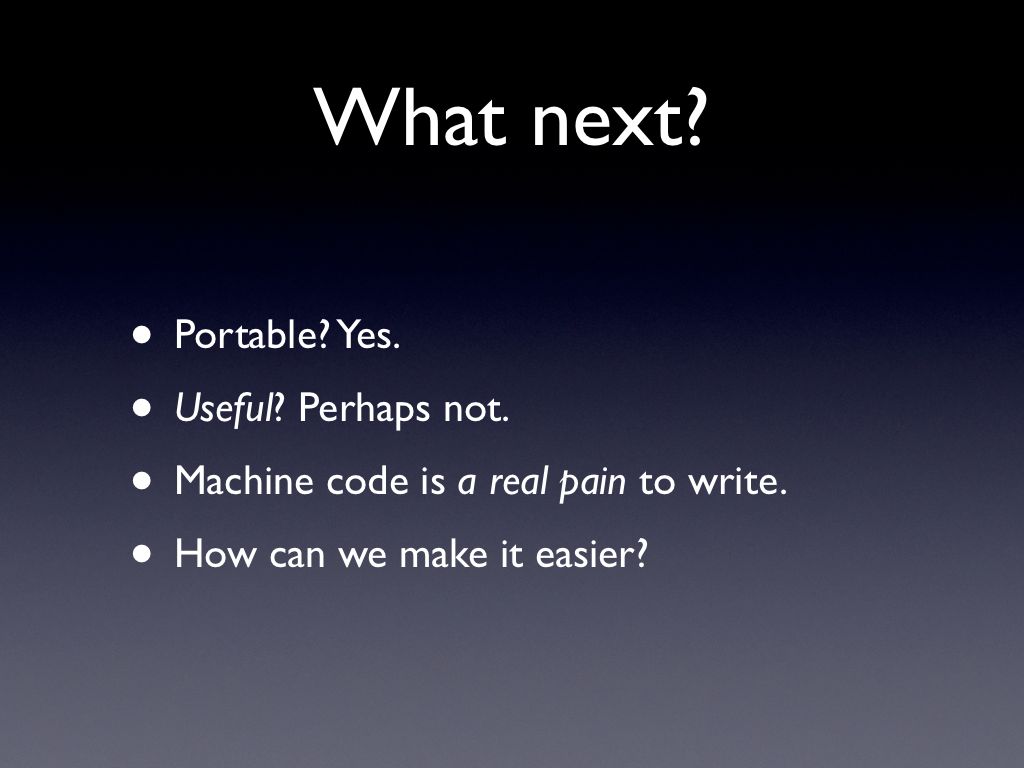 What next?
• Portable? Yes.
• Useful? Perhaps not.
• Machine code is a real pain to write.
• How can we make it easier?